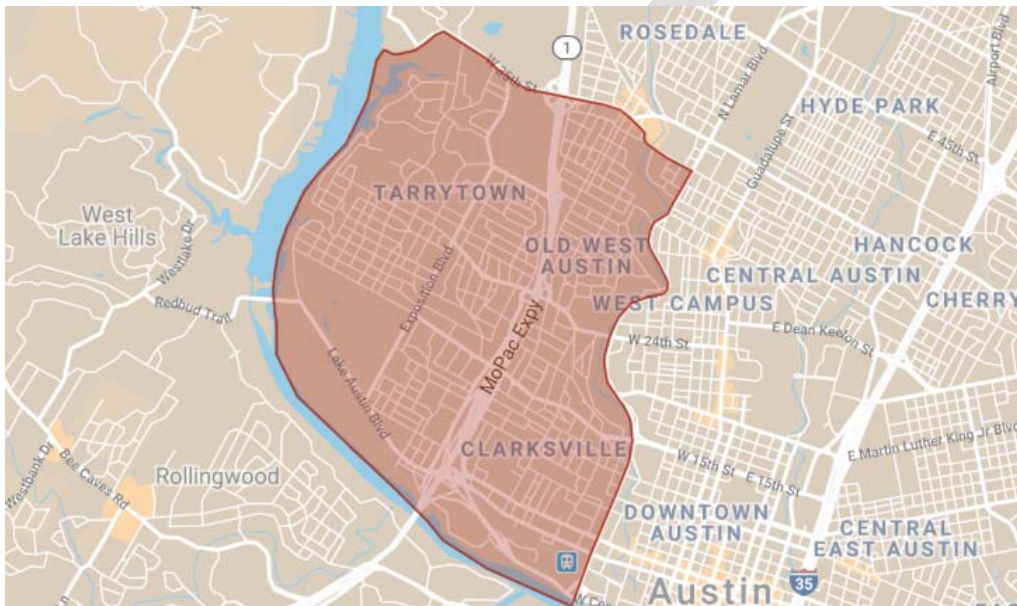 1
ROSEDALE
W 35th St
N Lamar Blvd
Airport Blvd
HYDE PARK
Guadalupe St
E 45th St
TARRYTOWN
West
Lake Hills
Westlake Dr
OLD WEST
AUSTIN
HANCOCK
CENTRAL AUSTIN
WEST CAMPUS
CHERRY
Redbud Trail
Exposition Blvd
MoPac Expy
E Dean Keeton St
W 24th St
Lake Austin Blvd
CLARKSVILLE
E Martin Luther King Jr Blvd
Westbank Dr
Bee Caves Rd
Rollingwood
W 15th St
E 15th St
DOWNTOWN
AUSTIN
CENTRAL
EAST AUSTIN
Austin
35
W Ce